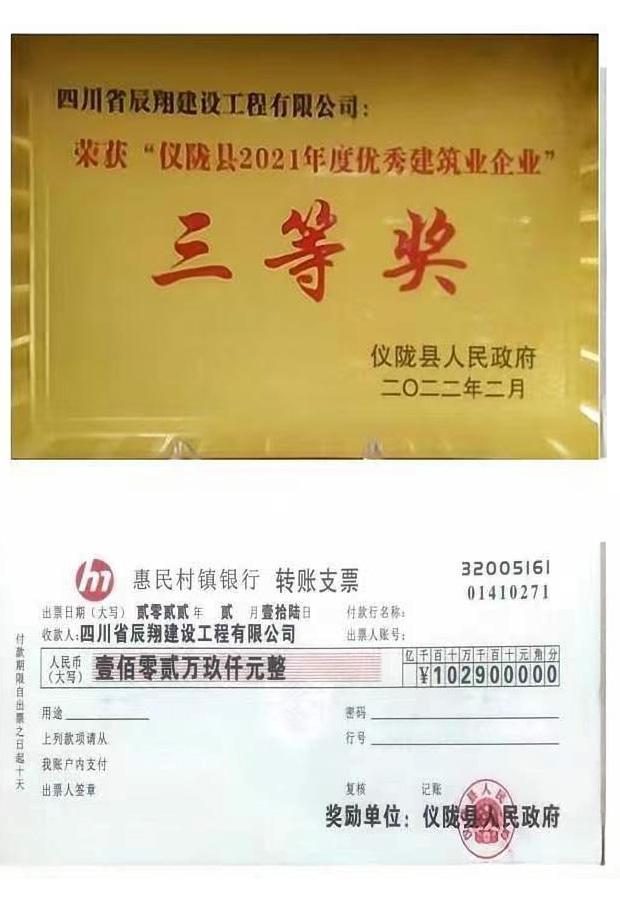 四川省辰翔建设工程有限公司：
荣获“仪陇县2021年度优秀建筑业企业”
三等奖
仪陇县人民政府
二〇二二年二月
惠民村镇银行 转账支票
32005161
01410271
出票日期（大写） 贰零贰贰年 贰 月壹拾陆日 付款行名称：
收款人：四川省辰翔建设工程有限公司 出票人账号：
人民币（大写） 壹佰零贰万玖仟元整
亿千百十万千百十元角分
¥102900000
付款期限自出票之日起十天
用途 密码
上列款项请从 行号
我账户内支付
出票人签章 复核 记账
奖励单位：仪陇县人民政府